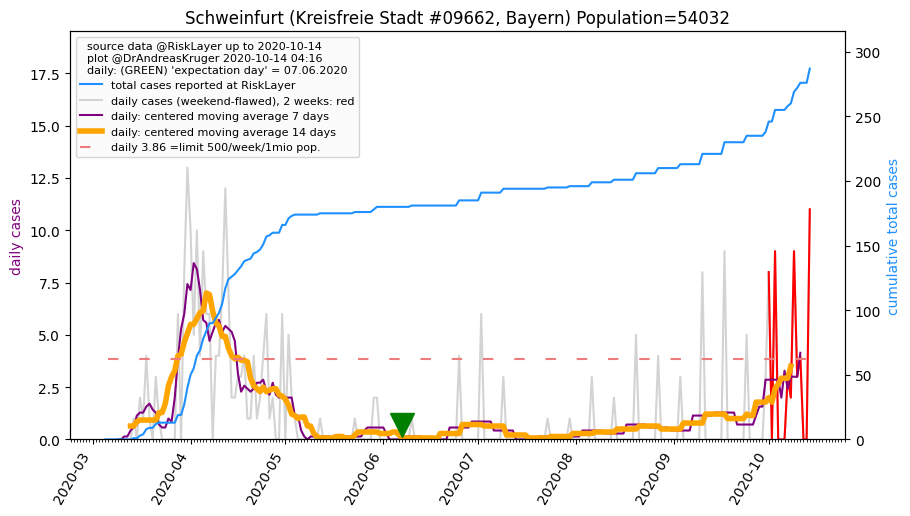 Schweinfurt (Kreisfreie Stadt #09662, Bayern) Population=54032
source data @RiskLayer up to 2020-10-14
plot @DrAndreasKruger 2020-10-14 04:16
daily: (GREEN) 'expectation day' = 07.06.2020
total cases reported at RiskLayer
daily cases (weekend-flawed), 2 weeks: red
daily: centered moving average 7 days
daily: centered moving average 14 days
daily 3.86 =limit 500/week/1mio pop.
daily cases
17.5
15.0
12.5
10.0
7.5
5.0
2.5
0.0
cumulative total cases
300
250
200
150
100
50
0
2020-03
2020-04
2020-05
2020-06
2020-07
2020-08
2020-09
2020-10